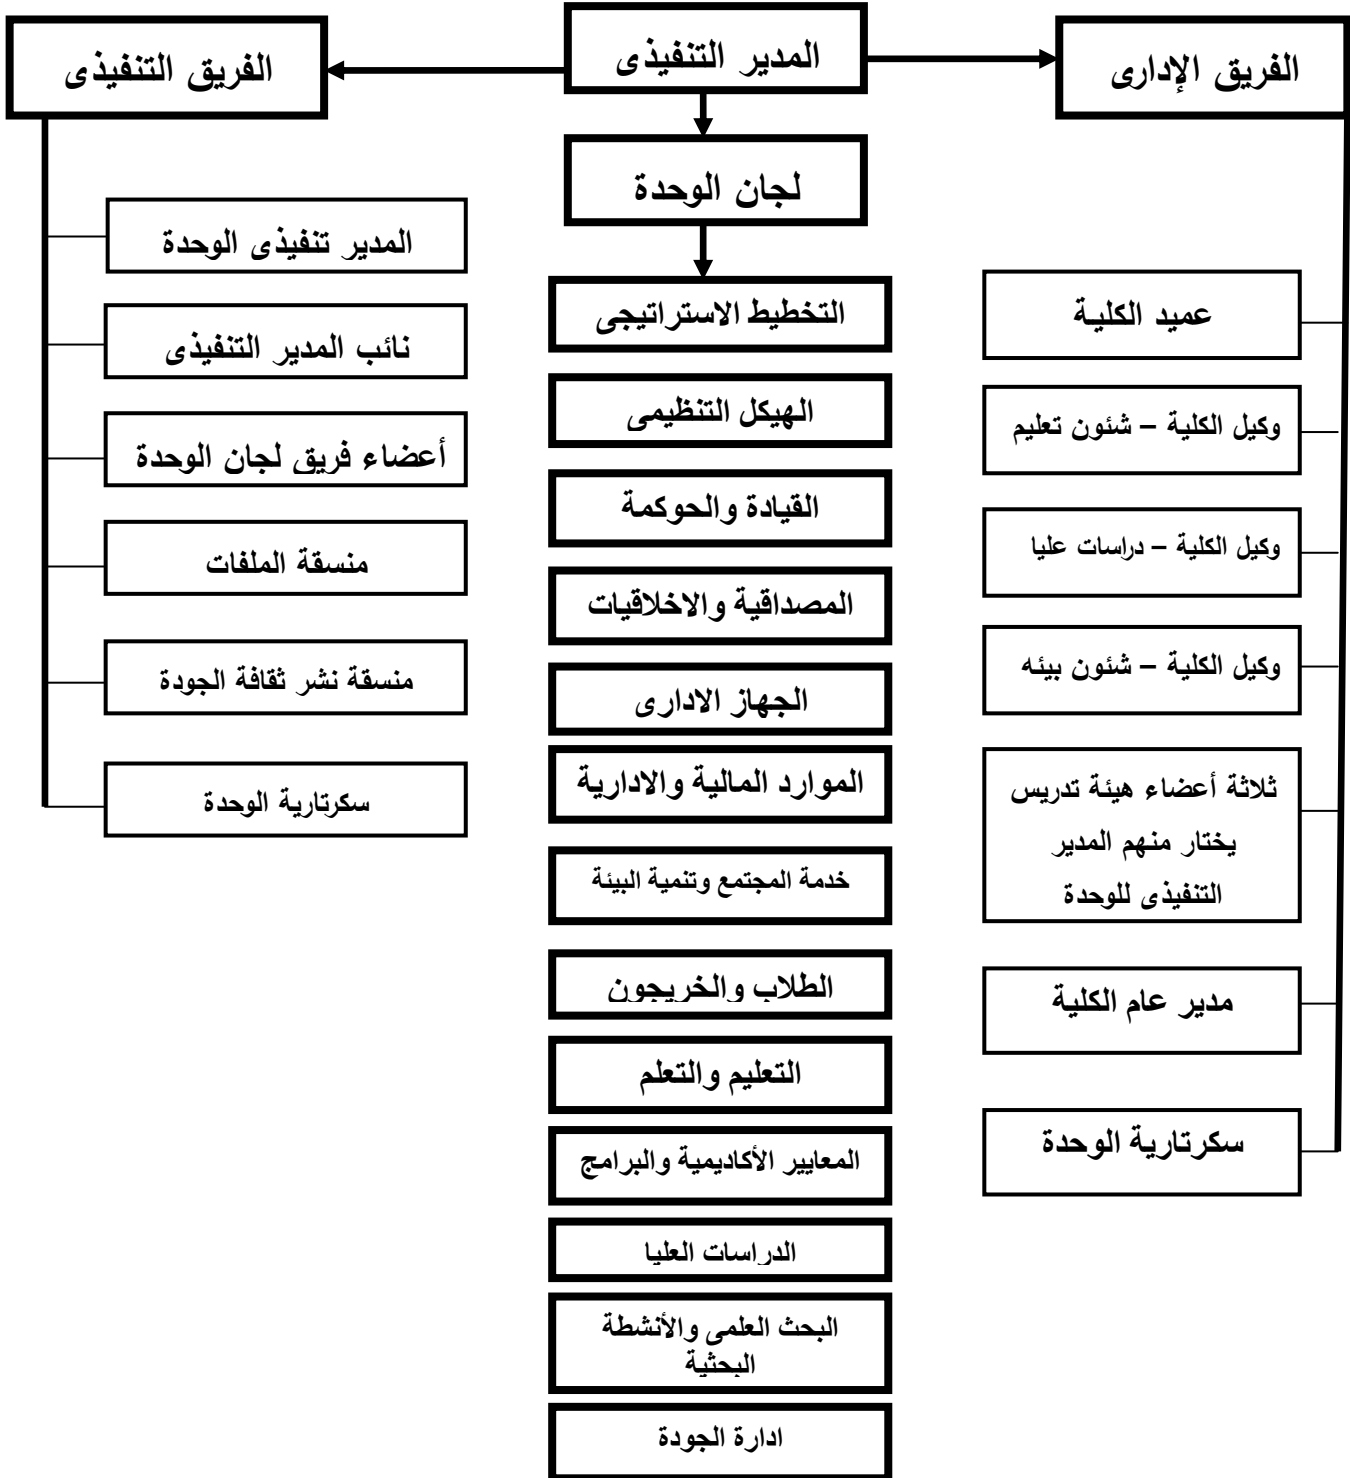 الفريق الإدارى
المدير التنفيذى
الفريق التنفيذى
لجان الوحدة
عميد الكلية
وكيل الكلية – شئون تعليم
وكيل الكلية – دراسات عليا
وكيل الكلية – شئون بيئه
ثلاثة أعضاء هيئة تدريس
يختار منهم المدير
التنفيذى للوحدة
مدير عام الكلية
سكرتارية الوحدة
التخطيط الاستراتيجى
الهيكل التنظيمى
القيادة والحوكمة
المصداقية والاخلاقيات
الجهاز الادارى
الموارد المالية والادارية
خدمة المجتمع وتنمية البيئة
الطلاب والخريجون
التعليم والتعلم
المعايير الأكاديمية والبرامج
الدراسات العليا
البحث العلمى والأنشطة
البحثية
ادارة الجودة
المدير تنفيذى الوحدة
نائب المدير التنفيذى
أعضاء فريق لجان الوحدة
منسقة الملفات
منسقة نشر ثقافة الجودة
سكرتارية الوحدة